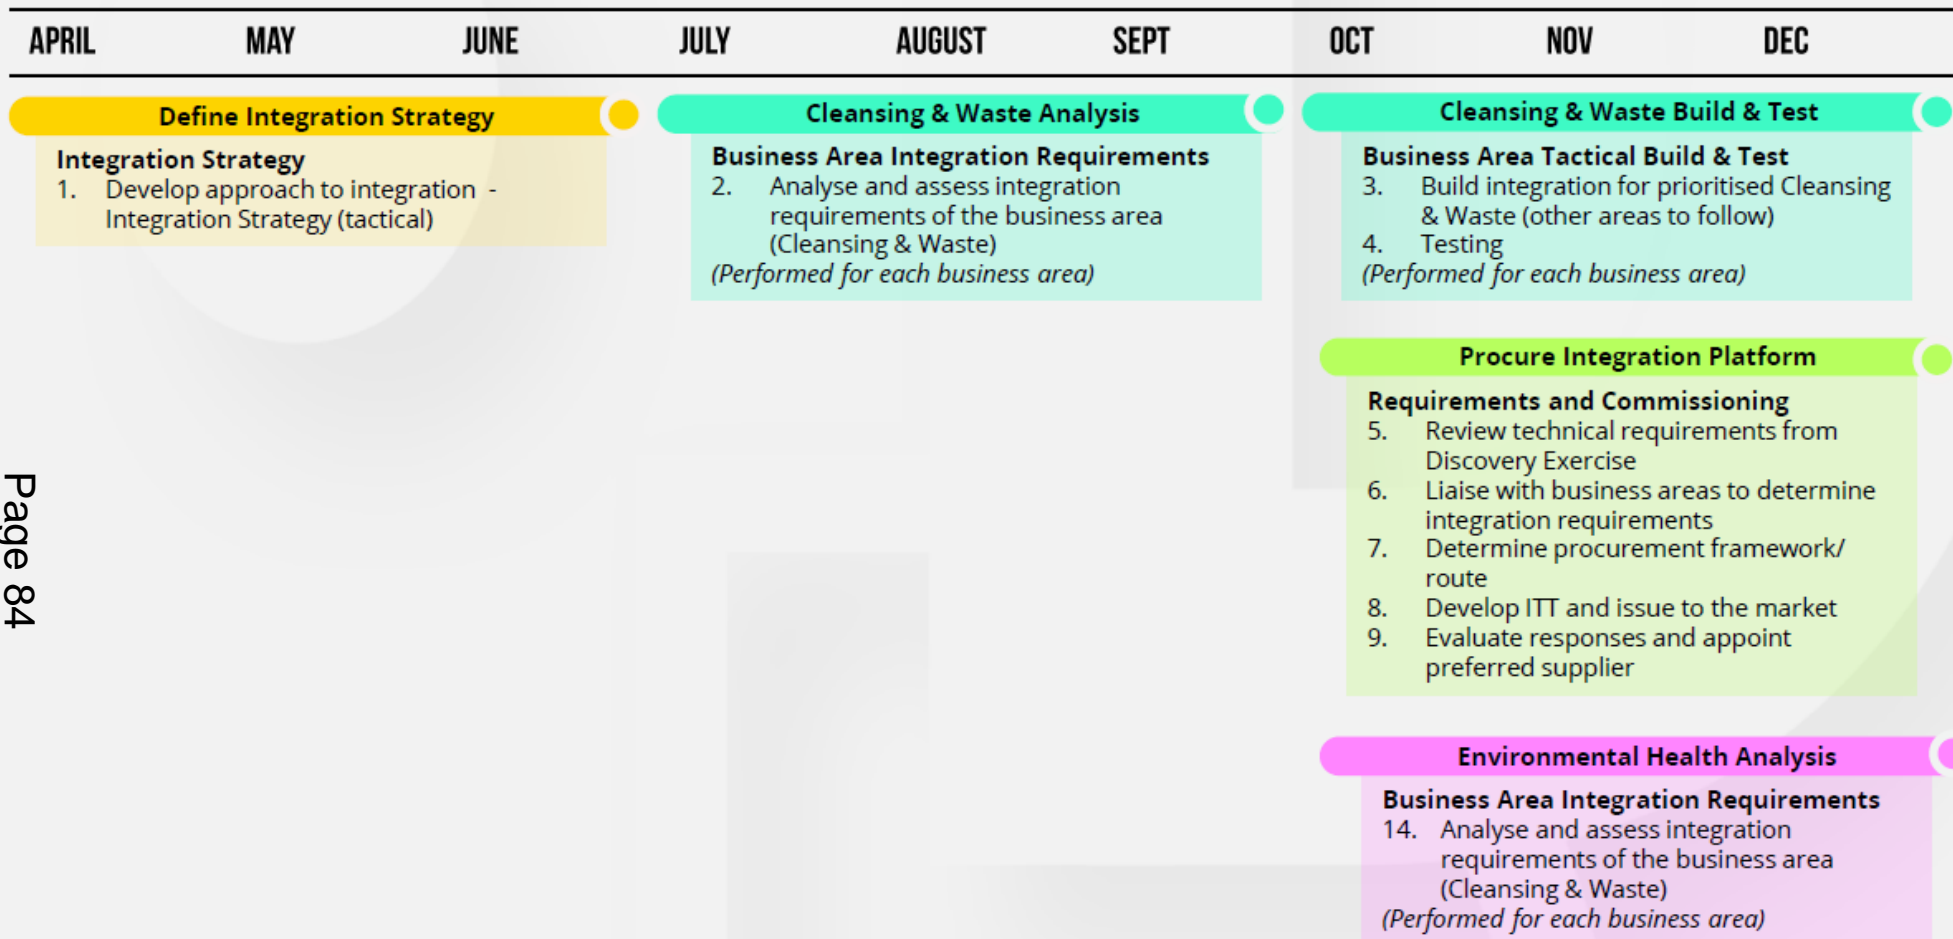 APRIL MAY JUNE JULY AUGUST SEPT OCT NOV DEC
Define Integration Strategy
Integration Strategy
1. Develop approach to integration -
Integration Strategy (tactical)
Cleansing & Waste Analysis
Business Area Integration Requirements
2. Analyse and assess integration
requirements of the business area
(Cleansing & Waste)
(Performed for each business area)
Cleansing & Waste Build & Test
Business Area Tactical Build & Test
3. Build integration for prioritised Cleansing
& Waste (other areas to follow)
4. Testing
(Performed for each business area)
Procure Integration Platform
Requirements and Commissioning
5. Review technical requirements from
Discovery Exercise
6. Liaise with business areas to determine
integration requirements
7. Determine procurement framework/
route
8. Develop ITT and issue to the market
9. Evaluate responses and appoint
preferred supplier
Environmental Health Analysis
Business Area Integration Requirements
14. Analyse and assess integration
requirements of the business area
(Cleansing & Waste)
(Performed for each business area)
Page 84